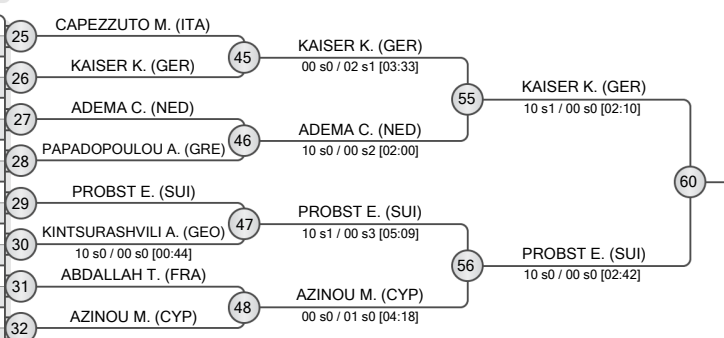 25
CAPEZZUTO M. (ITA)
45
KAISER K. (GER)
00 s0 / 02 s1 [03:33]
26
KAISER K. (GER)
55
KAISER K. (GER)
10 s1 / 00 s0 [02:10]
27
ADEMA C. (NED)
46
ADEMA C. (NED)
10 s0 / 00 s2 [02:00]
28
PAPADOPOULOU A. (GRE)
60
29
PROBST E. (SUI)
47
PROBST E. (SUI)
10 s1 / 00 s3 [05:09]
30
KINTSURASHVILI A. (GEO)
10 s0 / 00 s0 [00:44]
56
PROBST E. (SUI)
10 s0 / 00 s0 [02:42]
31
ABDALLAH T. (FRA)
48
AZINOU M. (CYP)
00 s0 / 01 s0 [04:18]
32
AZINOU M. (CYP)